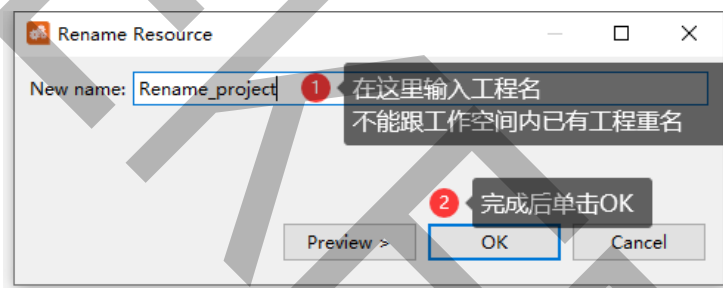 Rename Resource
New name: Rename_project
1 在这里输入工程名
不能跟工作空间内已有工程重名
2 完成后单击OK
Preview > OK Cancel